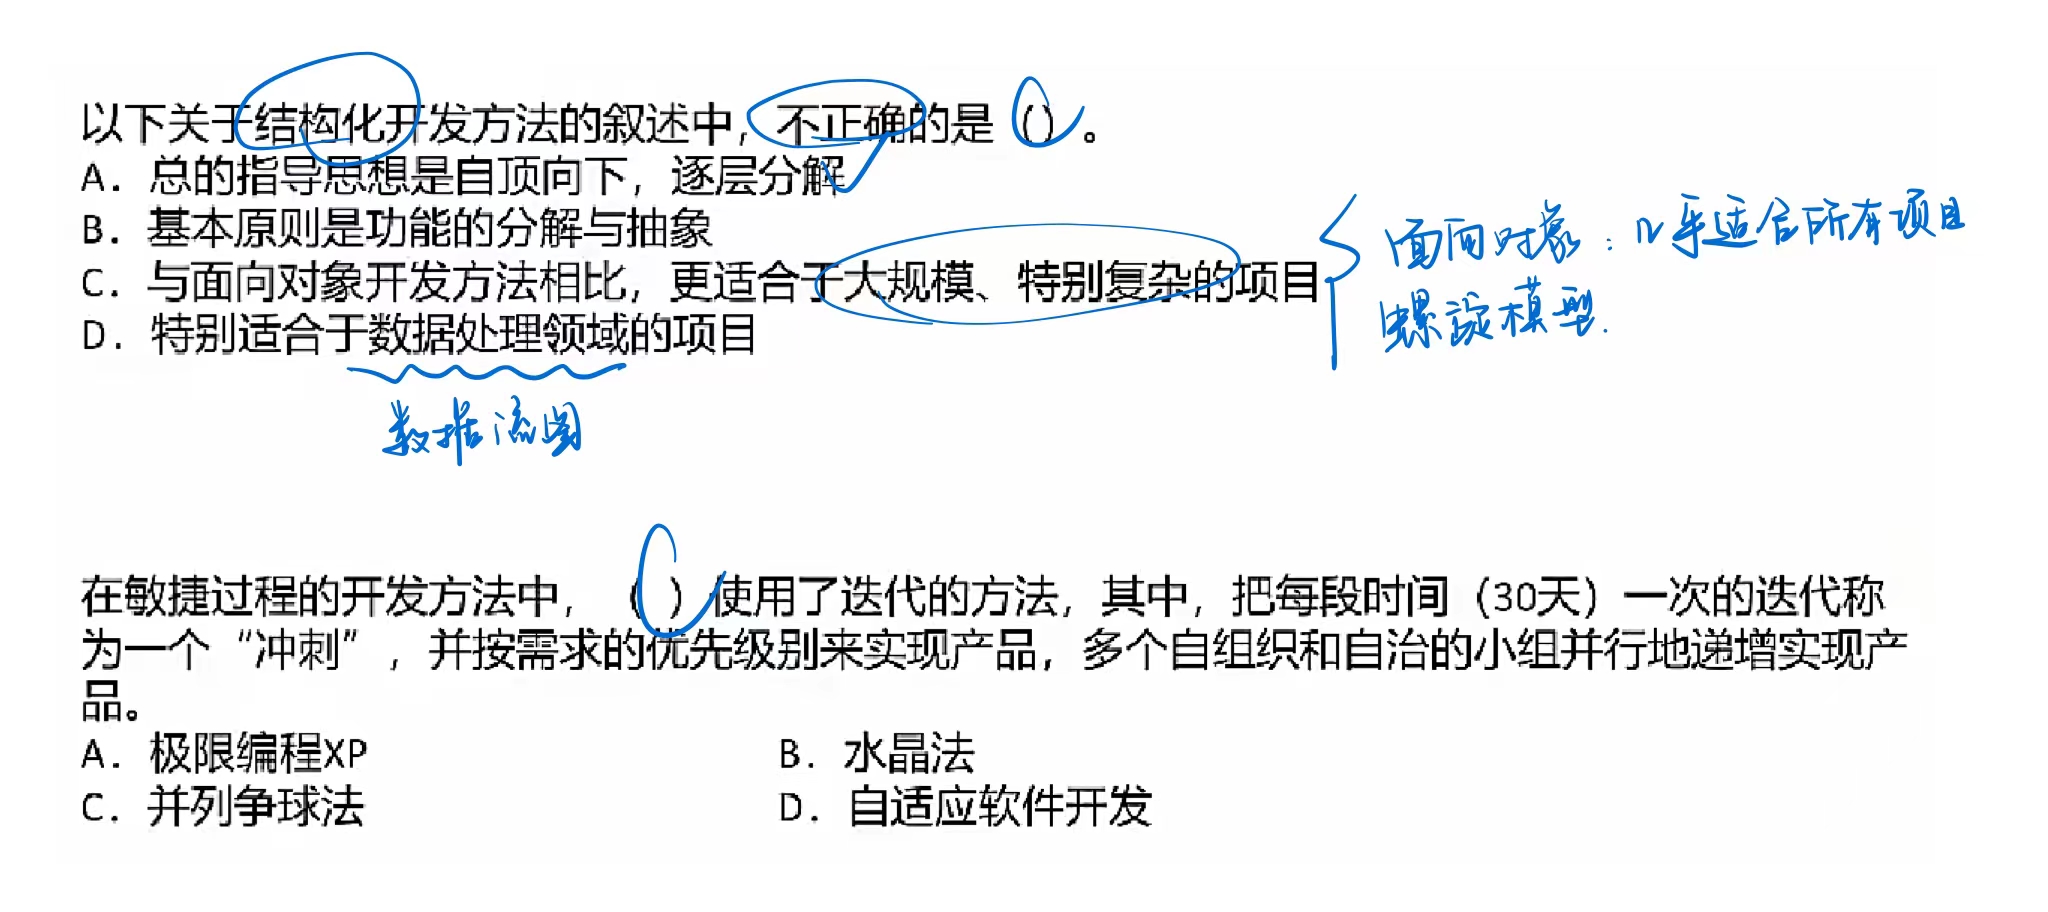 以下关于结构化开发方法的叙述中，不正确的是（）。
A. 总的指导思想是自顶向下，逐层分解
B. 基本原则是功能的分解与抽象
C. 与面向对象开发方法相比，更适合于大规模、特别复杂的项目
D. 特别适合于数据处理领域的项目
面向对象：几乎适合所有项目
螺旋模型.
数据流图
C
在敏捷过程的开发方法中，（ ）使用了迭代的方法，其中，把每段时间（30天）一次的迭代称
为一个“冲刺”，并按需求的优先级别来实现产品，多个自组织和自治的小组并行地递增实现产
品。
C
A. 极限编程XP
B. 水晶法
C. 并列争球法
D. 自适应软件开发